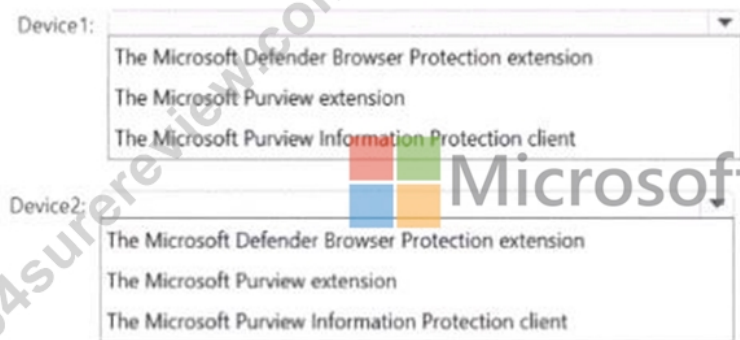 Device1:
The Microsoft Defender Browser Protection extension
The Microsoft Purview extension
The Microsoft Purview Information Protection client
Microsoft
Device2:
The Microsoft Defender Browser Protection extension
The Microsoft Purview extension
The Microsoft Purview Information Protection client